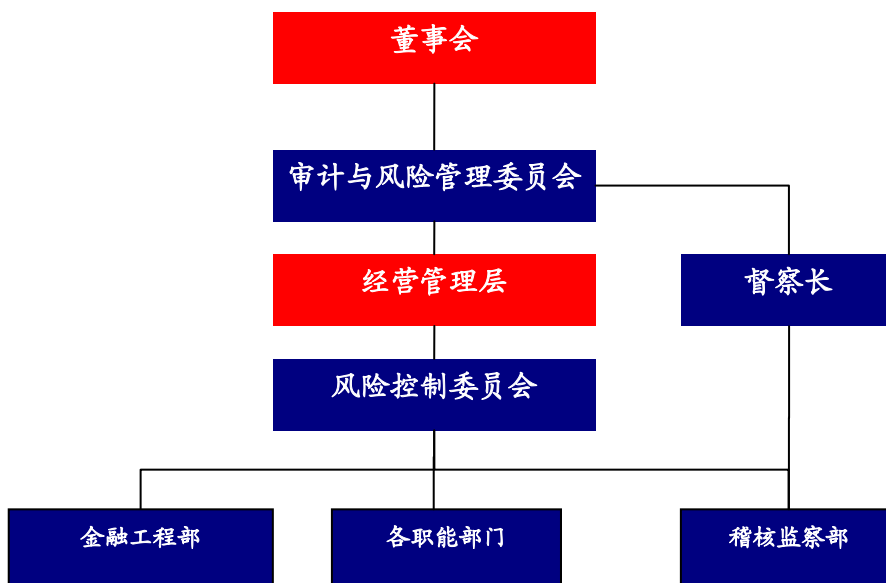 董事会
审计与风险管理委员会
经营管理层
督察长
风险控制委员会
金融工程部
各职能部门
稽核监察部